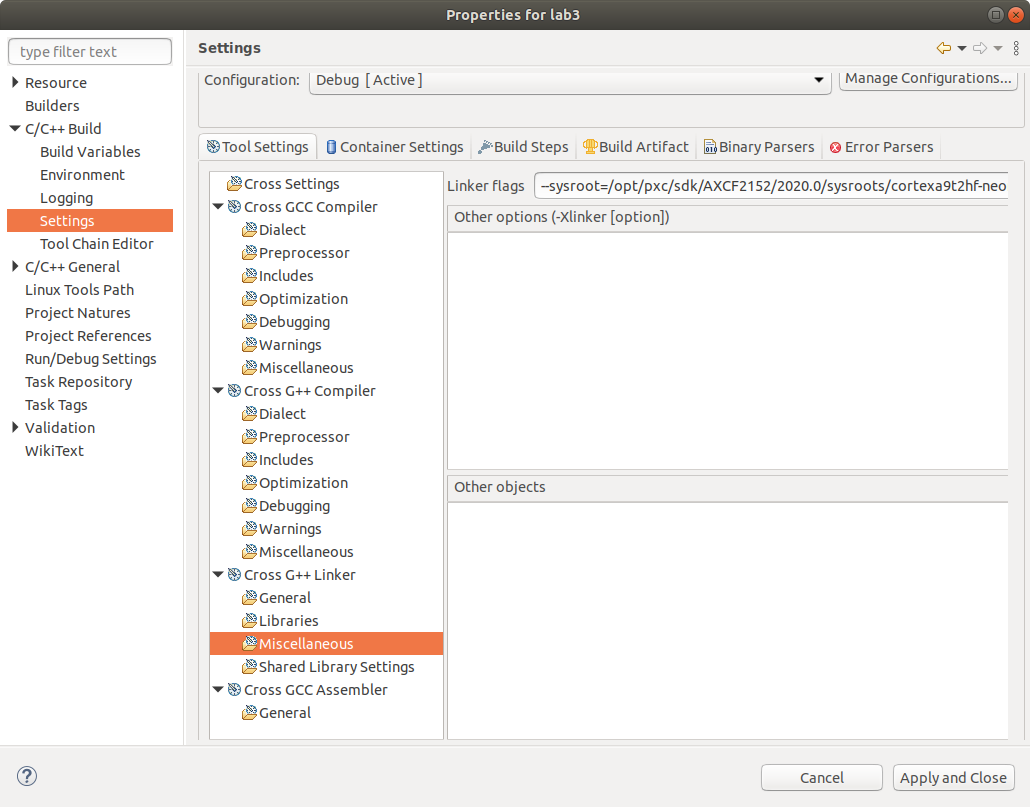 Properties for lab3
type filter text
Resource
Builders
C/C++ Build
Build Variables
Environment
Logging
Settings
Tool Chain Editor
C/C++ General
Linux Tools Path
Project Natures
Project References
Run/Debug Settings
Task Repository
Task Tags
Validation
WikiText
Settings
Configuration: Debug [ Active ] Manage Configurations...
Tool Settings Container Settings Build Steps Build Artifact Binary Parsers Error Parsers
Cross Settings
Cross GCC Compiler
Dialect
Preprocessor
Includes
Optimization
Debugging
Warnings
Miscellaneous
Cross G++ Compiler
Dialect
Preprocessor
Includes
Optimization
Debugging
Warnings
Miscellaneous
Cross G++ Linker
General
Libraries
Miscellaneous
Shared Library Settings
Cross GCC Assembler
General
Linker flags --sysroot=/opt/pxc/sdk/AXCF2152/2020.0/sysroots/cortexa9t2hf-neo
Other options (-Xlinker [option])
Other objects
? Cancel Apply and Close